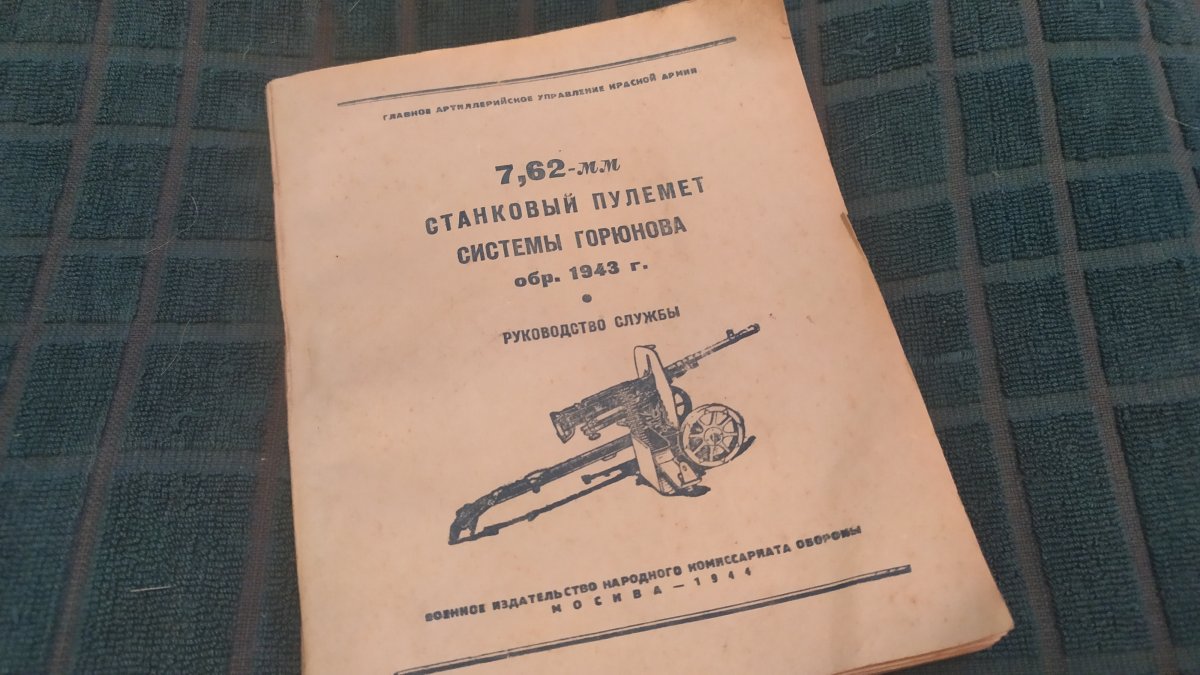 ГЛАВНОЕ АРТИЛЛЕРИЙСКОЕ УПРАВЛЕНИЕ КРАСНОЙ АРМИИ
7,62-мм
СТАНКОВЫЙ ПУЛЕМЕТ
СИСТЕМЫ ГОРЮНОВА
обр. 1943 г.
РУКОВОДСТВО СЛУЖБЫ
ВОЕННОЕ ИЗДАТЕЛЬСТВО НАРОДНОГО КОМИССАРИАТА ОБОРОНЫ
МОСКВА — 1944